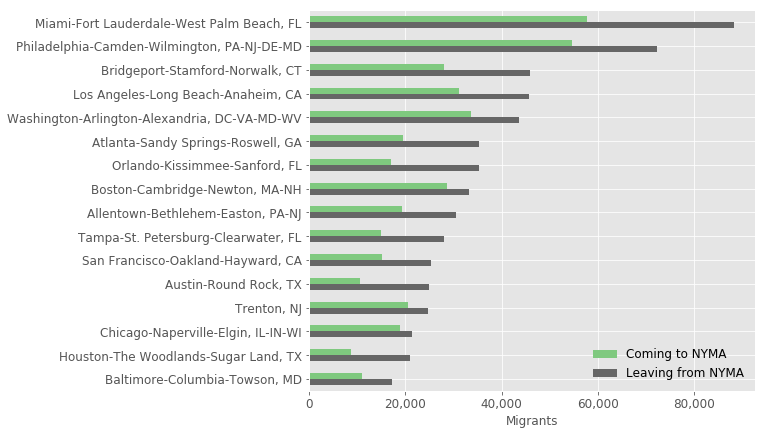 Miami-Fort Lauderdale-West Palm Beach, FL
Philadelphia-Camden-Wilmington, PA-NJ-DE-MD
Bridgeport-Stamford-Norwalk, CT
Los Angeles-Long Beach-Anaheim, CA
Washington-Arlington-Alexandria, DC-VA-MD-WV
Atlanta-Sandy Springs-Roswell, GA
Orlando-Kissimmee-Sanford, FL
Boston-Cambridge-Newton, MA-NH
Allentown-Bethlehem-Easton, PA-NJ
Tampa-St. Petersburg-Clearwater, FL
San Francisco-Oakland-Hayward, CA
Austin-Round Rock, TX
Trenton, NJ
Chicago-Naperville-Elgin, IL-IN-WI
Houston-The Woodlands-Sugar Land, TX
Baltimore-Columbia-Towson, MD
Coming to NYMA
Leaving from NYMA
0 20,000 40,000 60,000 80,000
Migrants